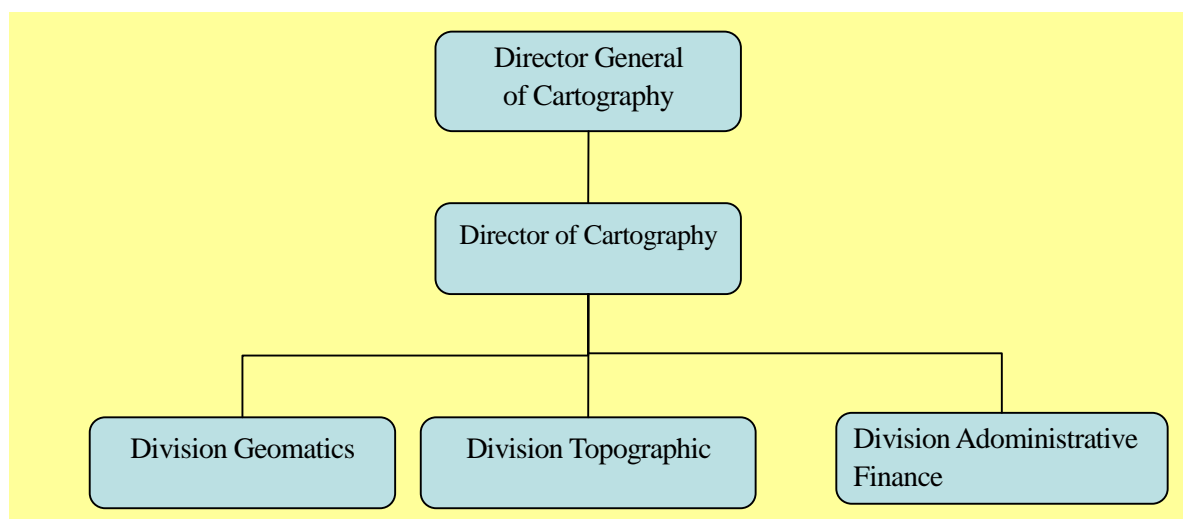 Director General
of Cartography
Director of Cartography
Division Geomatics
Division Topographic
Division Adoministrative
Finance